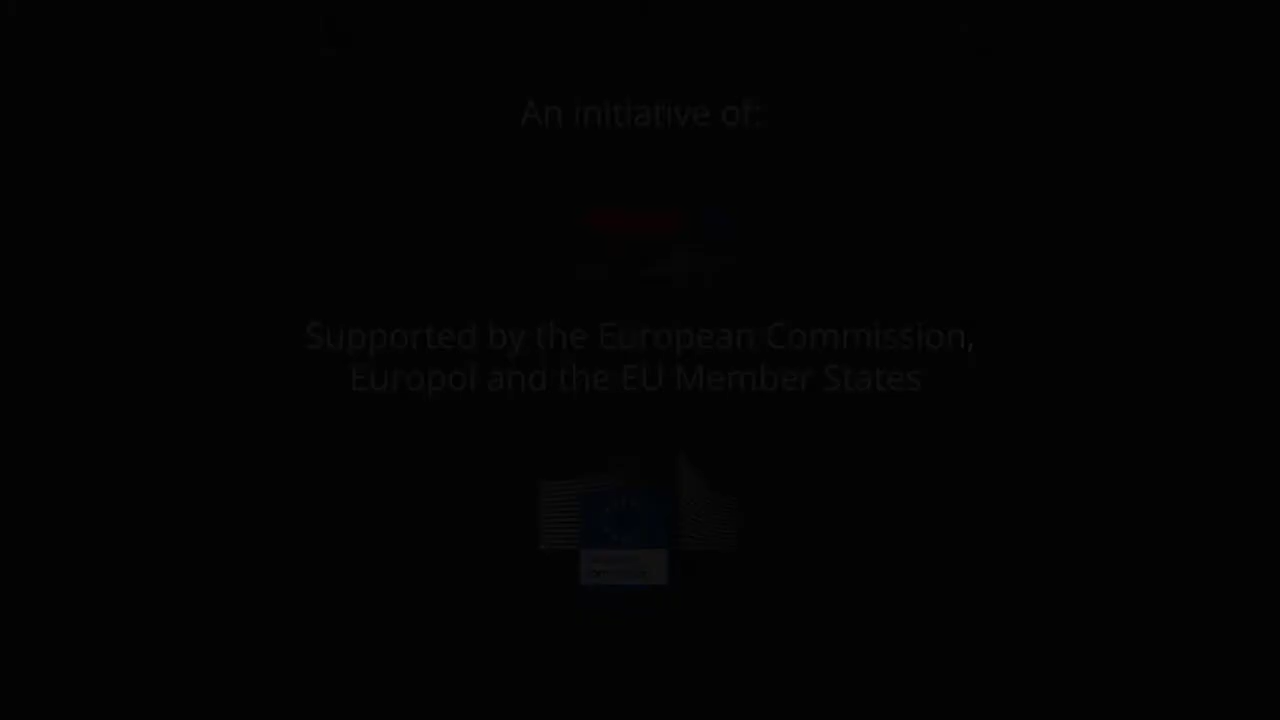 An initiative of:
Supported by the European Commission,
Europol and the EU Member States